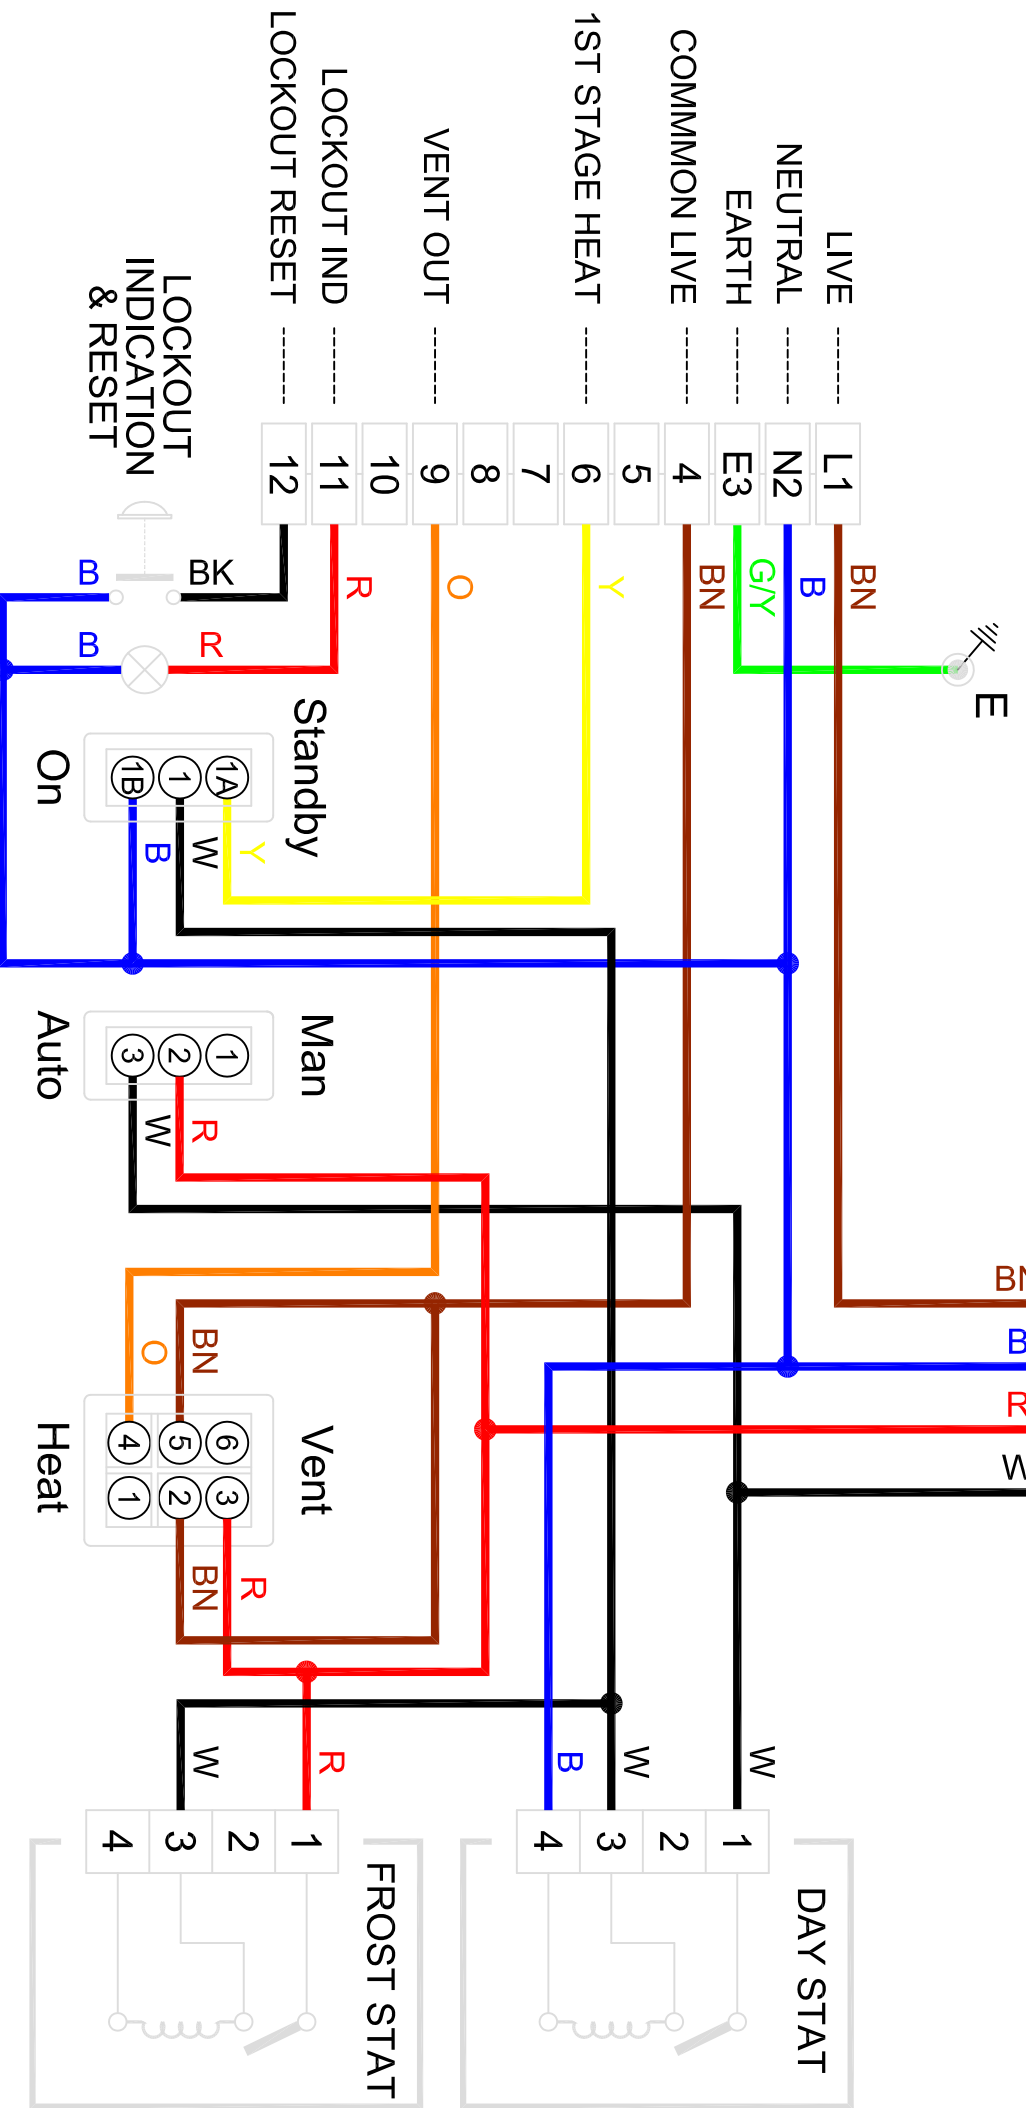 LIVE
NEUTRAL
EARTH
COMMMON LIVE
1ST STAGE HEAT
VENT OUT
LOCKOUT IND
LOCKOUT RESET
L1
N2
E3
4
5
6
7
8
9
10
11
12
BN
B
G/Y
BN
Y
O
R
BK
B
R
B
LOCKOUT
INDICATION
& RESET
E
Standby
1A
1
1B
On
Y
W
B
Man
1
2
3
Auto
R
W
BN
B
R
W
BN
O
Vent
6
5
4
3
2
1
Heat
R
BN
W
W
B
R
W
1
2
3
4
DAY STAT
1
2
3
4
FROST STAT